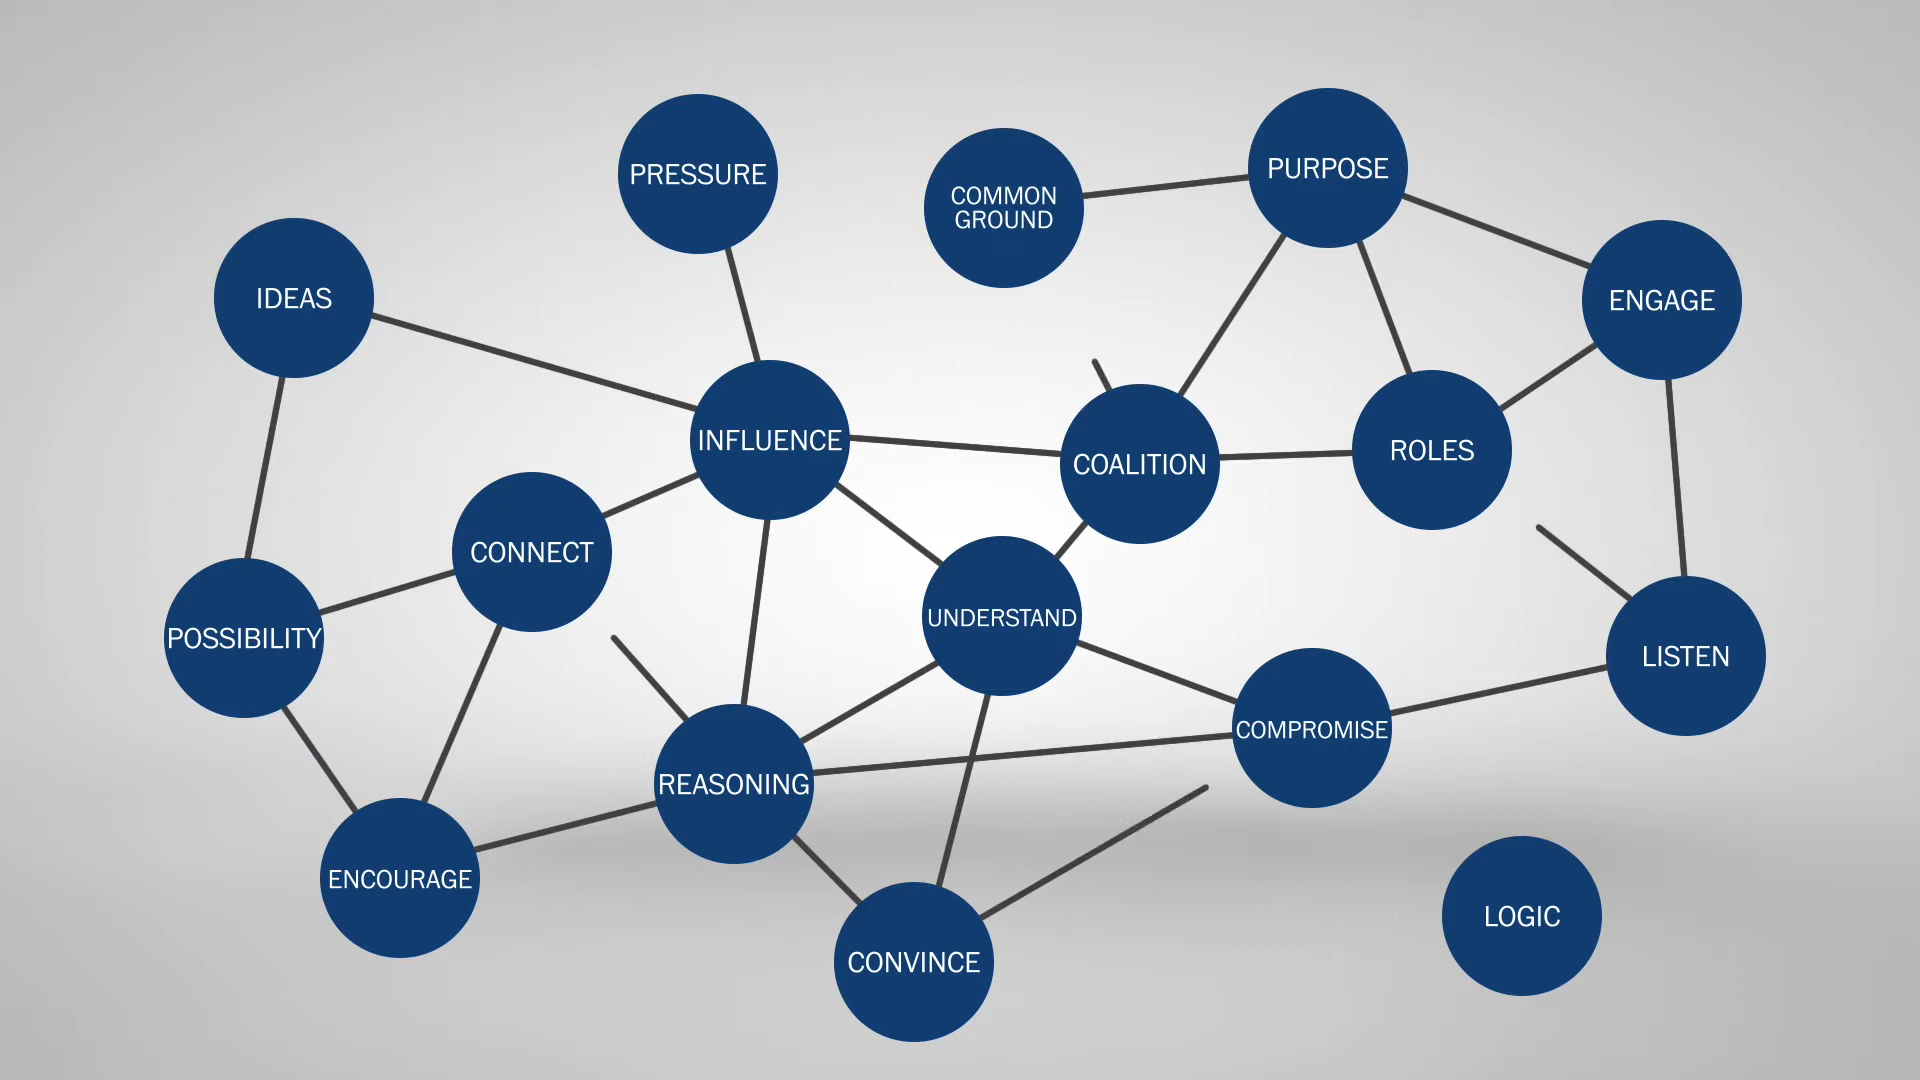 PRESSURE
COMMON
GROUND
PURPOSE
IDEAS
ENGAGE
INFLUENCE
COALITION
ROLES
CONNECT
UNDERSTAND
POSSIBILITY
LISTEN
COMPROMISE
REASONING
ENCOURAGE
LOGIC
CONVINCE